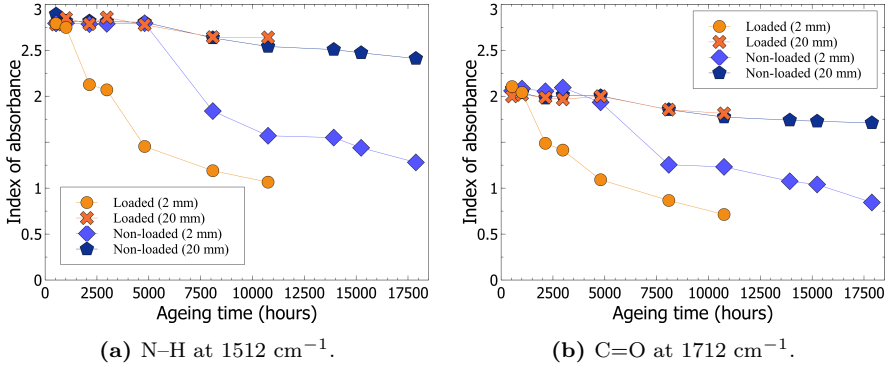 3
2.5
2
1
0.5
0
Index of absorbance
Loaded (2 mm)
Loaded (20 mm)
Non-loaded (2 mm)
Non-loaded (20 mm)
0 2500 5000 7500 10000 12500 15000 17500
Ageing time (hours)
(a) N–H at 1512 cm⁻¹.
3
2.5
2
1
0.5
0
Index of absorbance
Loaded (2 mm)
Loaded (20 mm)
Non-loaded (2 mm)
Non-loaded (20 mm)
0 2500 5000 7500 10000 12500 15000 17500
Ageing time (hours)
(b) C=O at 1712 cm⁻¹.